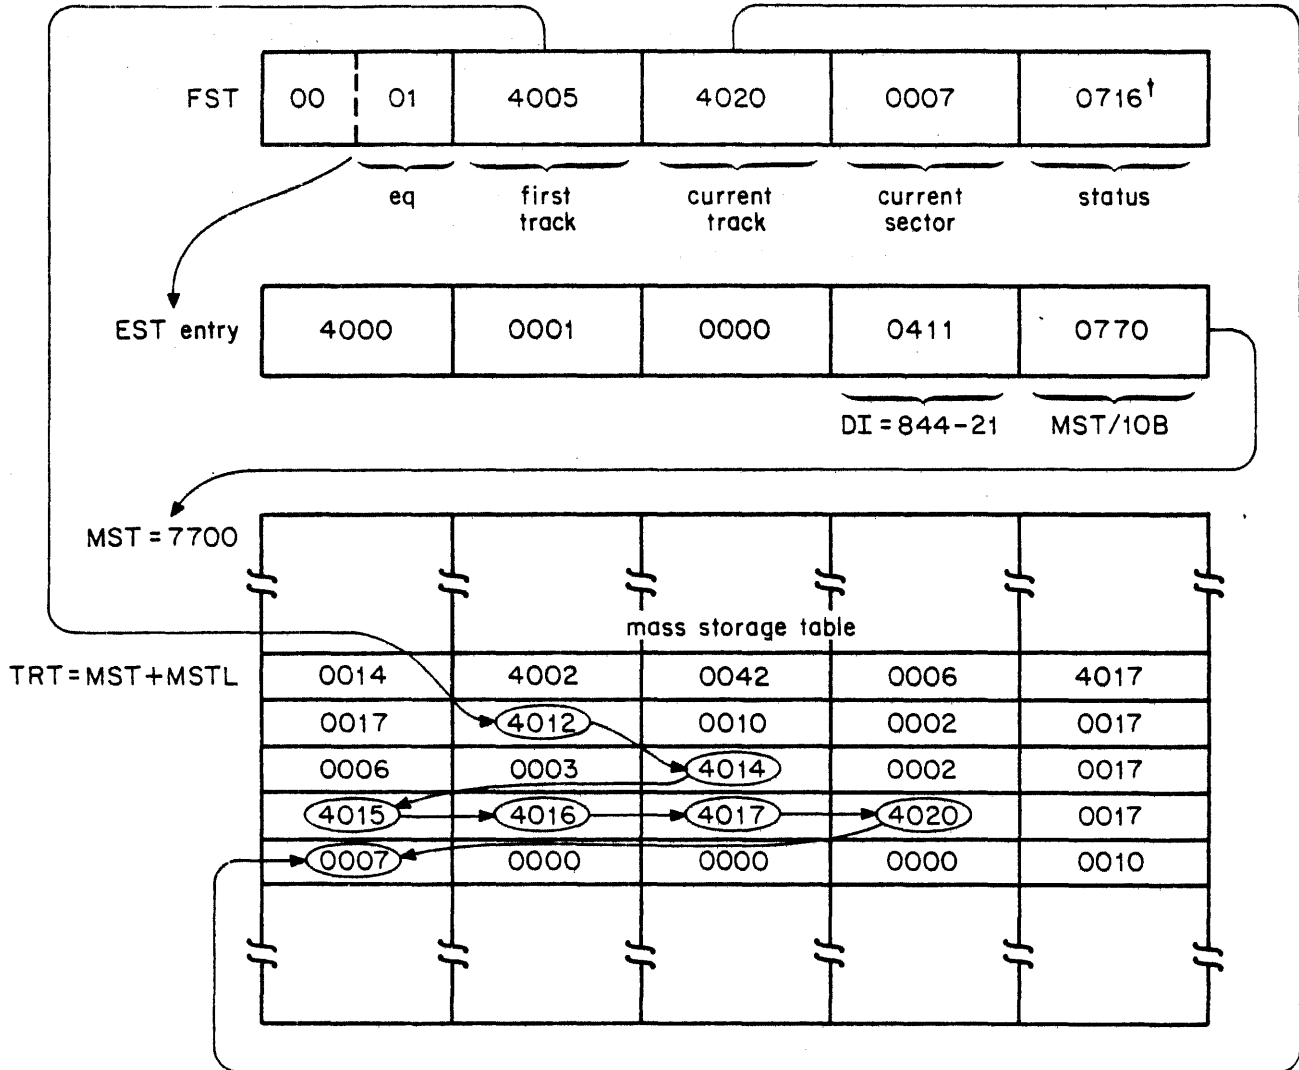 FST 00 01 4005 4020 0007 0716†
eq first track current track current sector status
EST entry 4000 0001 0000 0411 0770
DI = 844-21 MST/10B
MST = 7700
mass storage table
TRT = MST+MSTL 0014 4002 0042 0006 4017
0017 4012 0010 0002 0017
0006 0003 4014 0002 0017
4015 4016 4017 4020 0017
0007 0000 0000 0000 0010